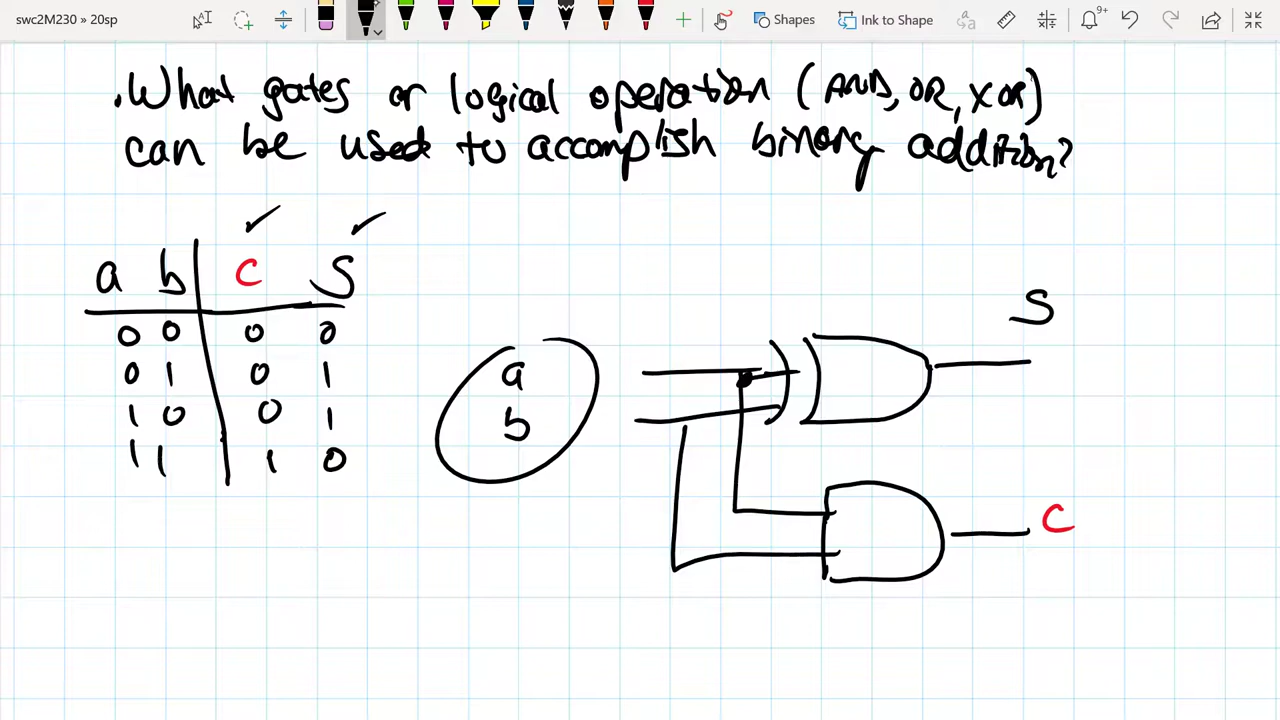 swc2M230 » 20sp
Shapes
Ink to Shape
9+
.What gates or logical operation (AND, OR, XOR)
can be used to accomplish binary addition?
a b c S
0 0 0 0
0 1 0 1
1 0 0 1
1 1 1 0
a
b
S
C